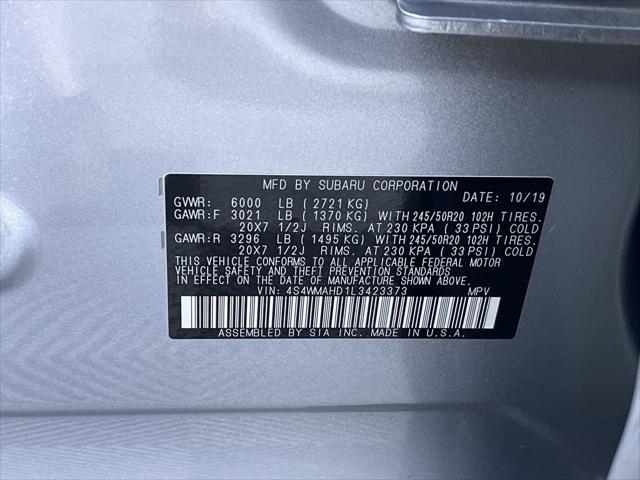 MFD BY SUBARU CORPORATION
GVWR: 6000 LB ( 2721 KG) DATE: 10/19
GAWR:F 3021 LB ( 1370 KG) WITH 245/50R20 102H TIRES.
20X7 1/2J RIMS. AT 230 KPA ( 33 PSI) COLD
GAWR:R 3296 LB ( 1495 KG) WITH 245/50R20 102H TIRES.
20X7 1/2J RIMS. AT 230 KPA ( 33 PSI) COLD
THIS VEHICLE CONFORMS TO ALL APPLICABLE FEDERAL MOTOR
VEHICLE SAFETY AND THEFT PREVENTION STANDARDS
IN EFFECT ON THE DATE OF MANUFACTURE SHOWN ABOVE.
VIN: 4S4WMAHD1L3423373 MPV
ASSEMBLED BY SIA INC. MADE IN U.S.A.